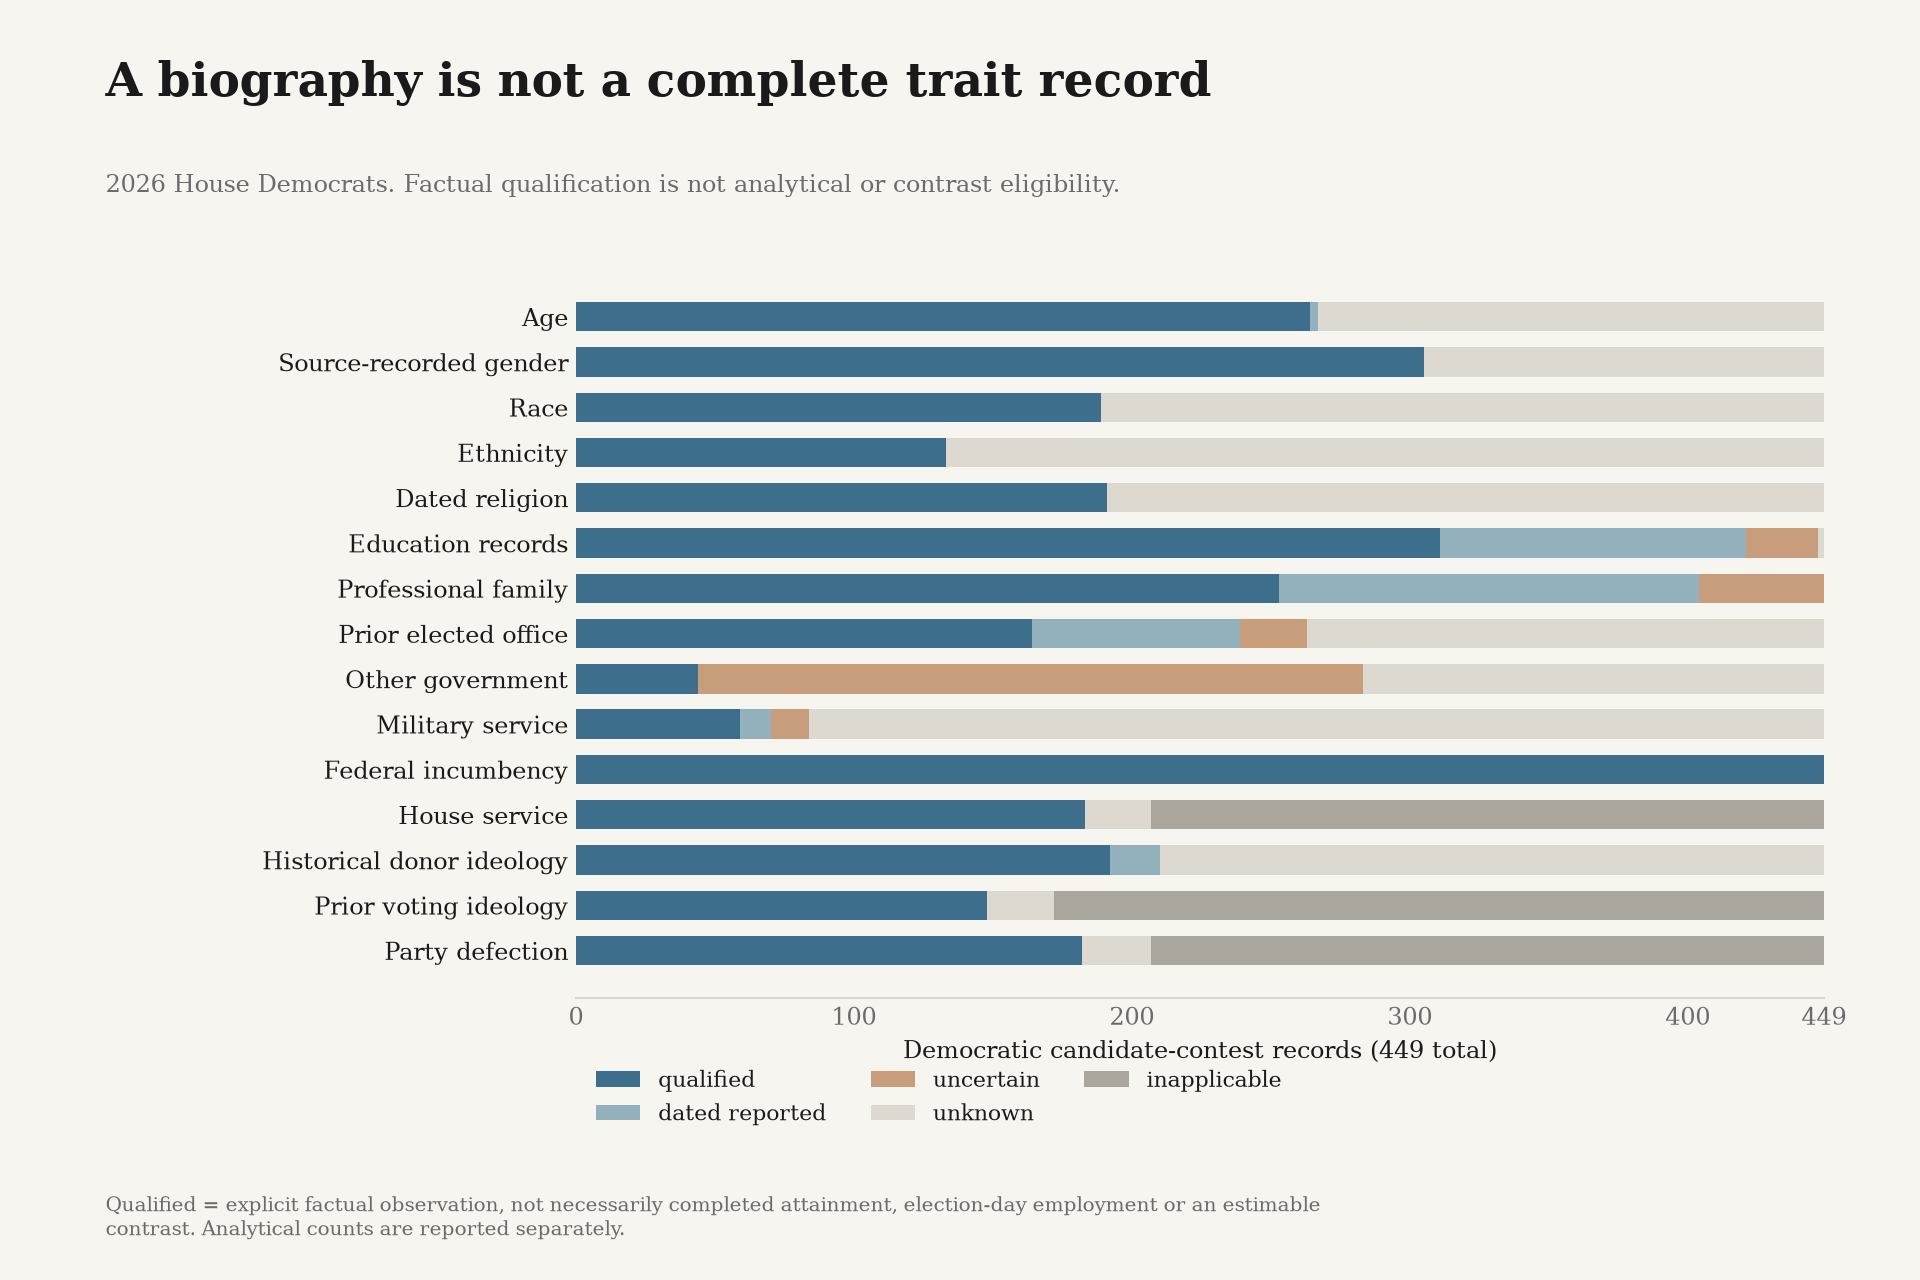 A biography is not a complete trait record
2026 House Democrats. Factual qualification is not analytical or contrast eligibility.
Age
Source-recorded gender
Race
Ethnicity
Dated religion
Education records
Professional family
Prior elected office
Other government
Military service
Federal incumbency
House service
Historical donor ideology
Prior voting ideology
Party defection
0 100 200 300 400 449
Democratic candidate-contest records (449 total)
qualified uncertain inapplicable
dated reported unknown
Qualified = explicit factual observation, not necessarily completed attainment, election-day employment or an estimable
contrast. Analytical counts are reported separately.